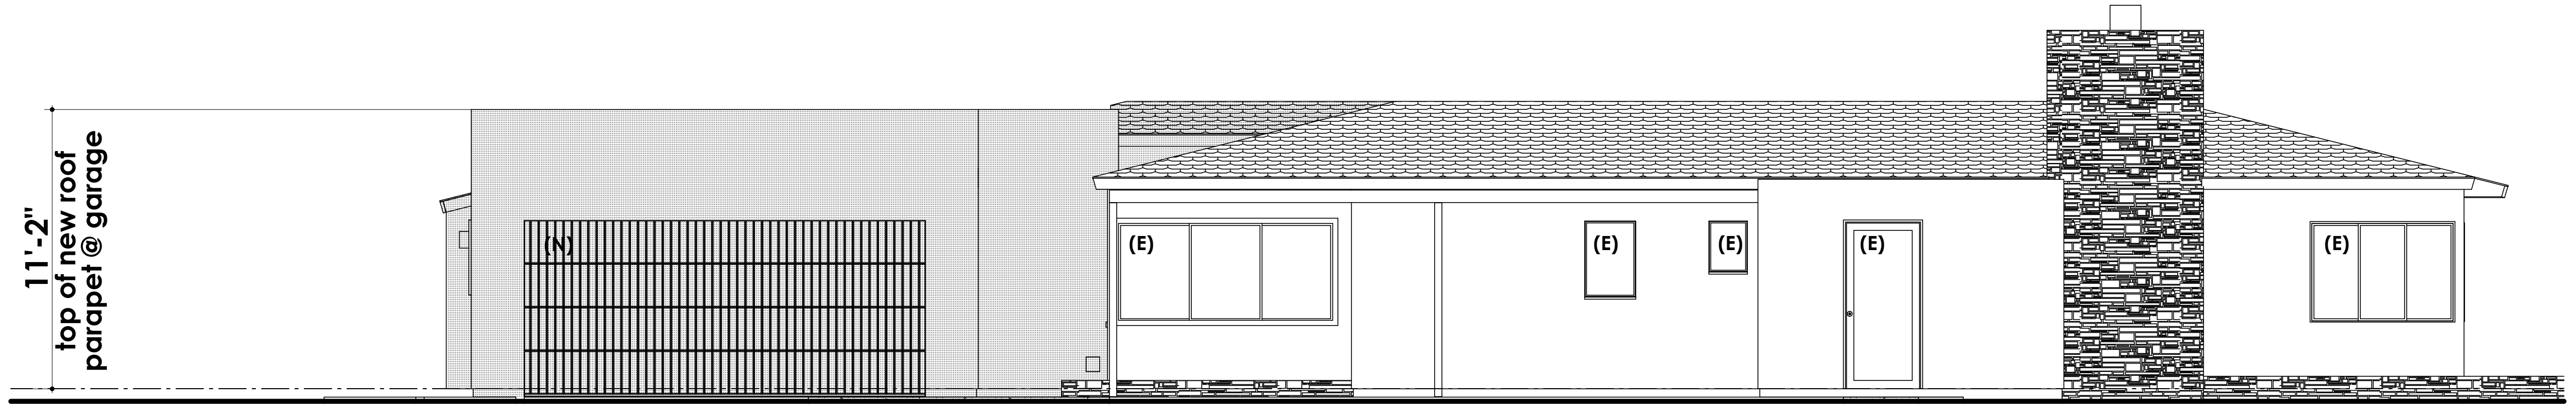 11'-2"
top of new roof
parapet @ garage
(N)
(E)
(E)
(E)
(E)
(E)